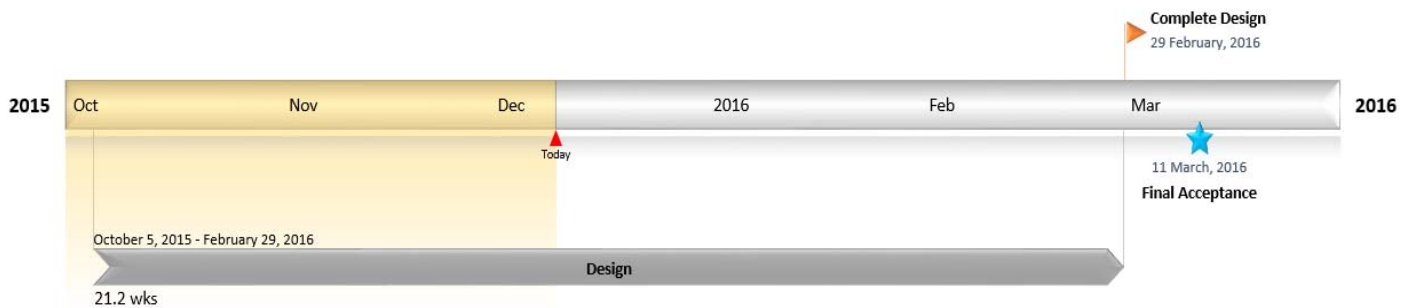 Complete Design
29 February, 2016
2015 Oct Nov Dec 2016 Feb Mar 2016
Today
11 March, 2016
Final Acceptance
October 5, 2015 - February 29, 2016
Design
21.2 wks